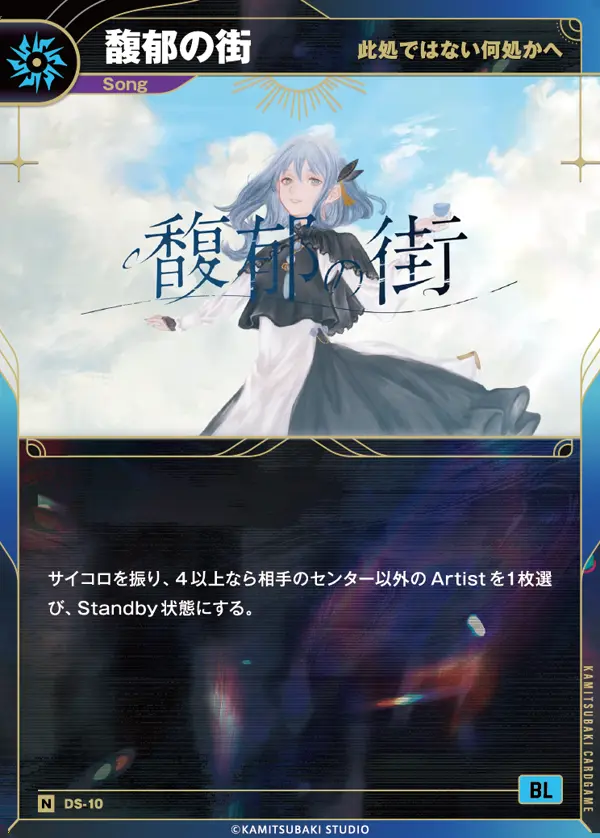 馥郁の街
此処ではない何処かへ
Song
馥郁の街
サイコロを振り、4以上なら相手のセンター以外のArtistを1枚選
び、Standby状態にする。
KAMITSUBAKI CARDGAME
BL
N DS-10
©KAMITSUBAKI STUDIO